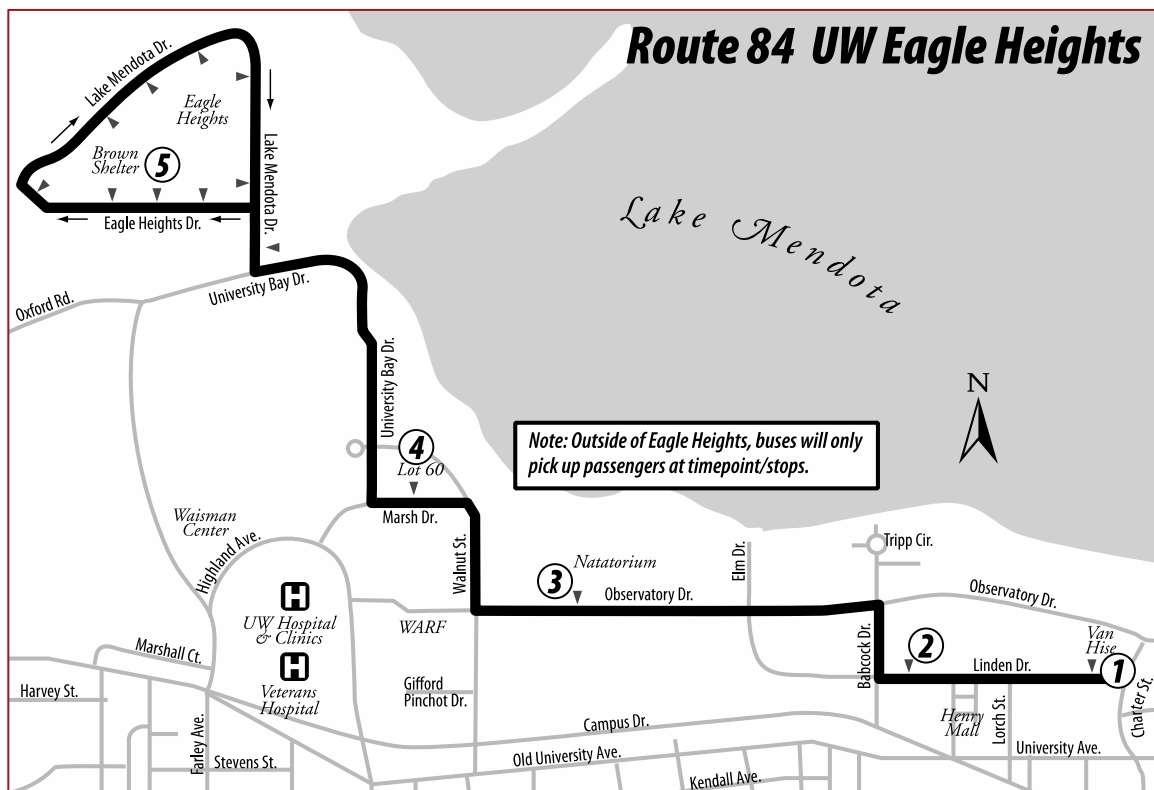 Route 84 UW Eagle Heights
Lake Mendota Dr.
Eagle
Heights
Brown
Shelter
5
Lake Mendota Dr.
Eagle Heights Dr.
Lake Mendota
University Bay Dr.
Oxford Rd.
University Bay Dr.
N
4
Lot 60
Note: Outside of Eagle Heights, buses will only
pick up passengers at timepoint/stops.
Marsh Dr.
Waisman
Center
Highland Ave.
Walnut St.
3
Natatorium
Elm Dr.
Tripp Cir.
Observatory Dr.
Observatory Dr.
H
UW Hospital
& Clinics
WARF
Babcock Dr.
2
Linden Dr.
Van
Hise
1
Marshall Ct.
H
Veterans
Hospital
Harvey St.
Gifford
Pinchot Dr.
Henry
Mall
Lorch St.
Charter St.
Campus Dr.
Farley Ave.
Stevens St.
Old University Ave.
University Ave.
Kendall Ave.